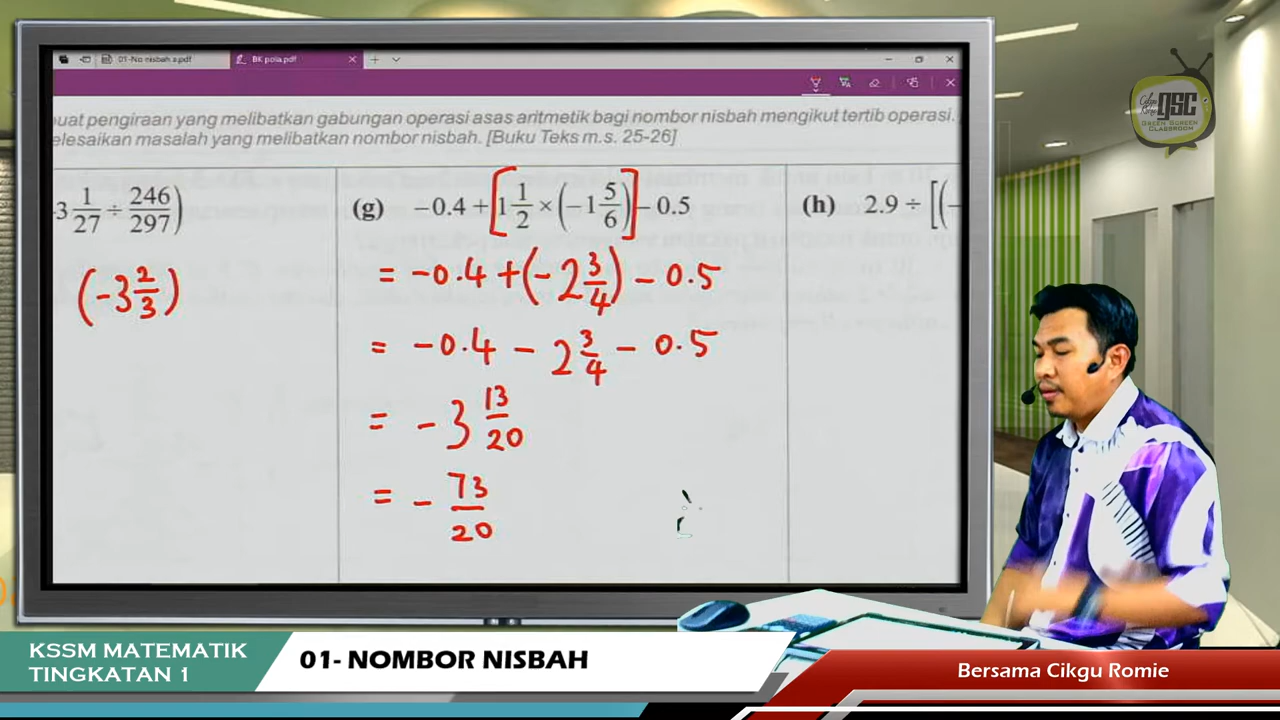 01-No nisbah a.pdf
BK pola.pdf
uat pengiraan yang melibatkan gabungan operasi asas aritmetik bagi nombor nisbah mengikut tertib operasi.
elesaikan masalah yang melibatkan nombor nisbah. [Buku Teks m.s. 25-26]
3 1/27 ÷ 246/297)
(-3 2/3)
(g) -0.4 + [1 1/2 × (-1 5/6)] - 0.5
= -0.4 + (-2 3/4) - 0.5
= -0.4 - 2 3/4 - 0.5
= -3 13/20
= - 73/20
(h) 2.9 ÷ [(-
Cikgu Romie GSC
GREEN SCREEN
CLASSROOM
KSSM MATEMATIK
TINGKATAN 1
01- NOMBOR NISBAH
Bersama Cikgu Romie